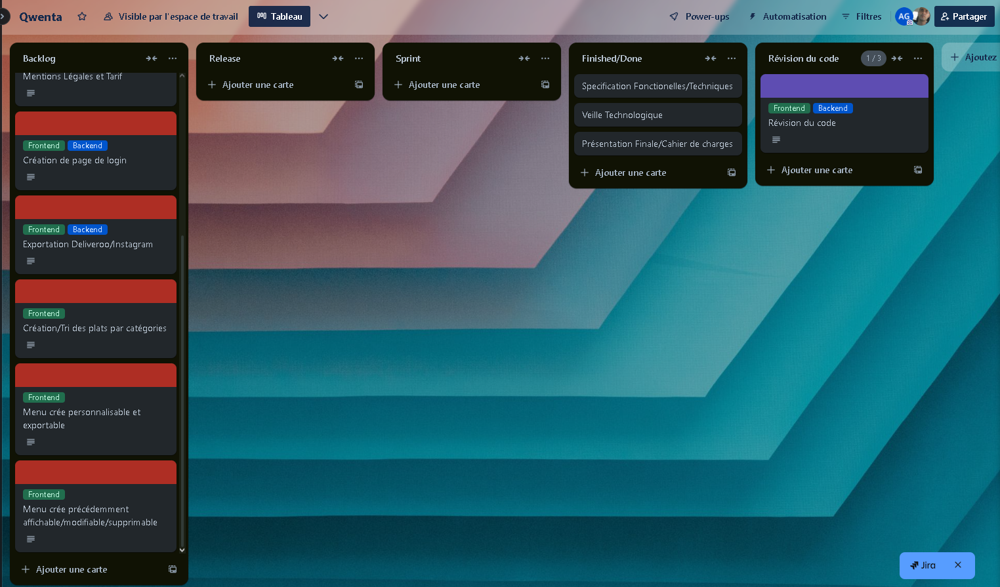 Qwenta
Visible par l'espace de travail
Tableau
Power-ups
Automatisation
Filtres
AG
Partager
Backlog
Mentions Légales et Tarif
Frontend Backend
Création de page de login
Frontend Backend
Exportation Deliveroo/Instagram
Frontend
Création/Tri des plats par catégories
Frontend
Menu crée personnalisable et
exportable
Frontend
Menu crée précédemment
affichable/modifiable/supprimable
Ajouter une carte
Release
Ajouter une carte
Sprint
Ajouter une carte
Finished/Done
Specification Fonctionelles/Techniques
Veille Technologique
Présentation Finale/Cahier de charges
Ajouter une carte
Révision du code
1 / 3
Frontend Backend
Révision du code
Ajouter une carte
Ajoutez
Jira